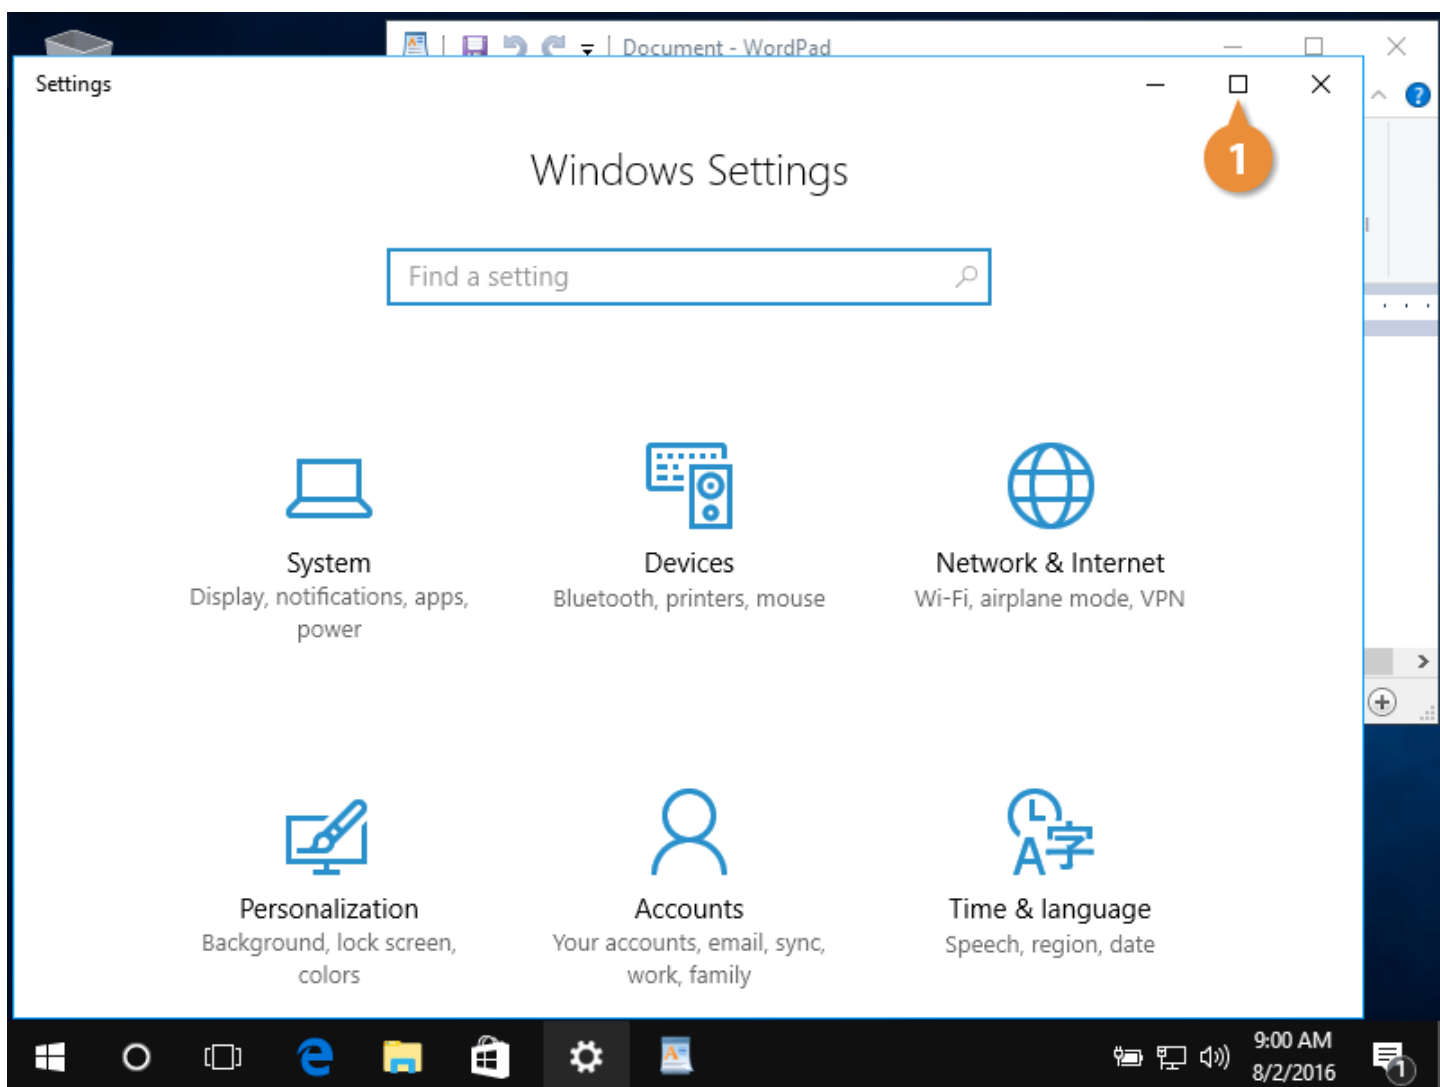 Document - WordPad
Settings
1
Windows Settings
Find a setting
System
Display, notifications, apps,
power
Devices
Bluetooth, printers, mouse
Network & Internet
Wi-Fi, airplane mode, VPN
Personalization
Background, lock screen,
colors
Accounts
Your accounts, email, sync,
work, family
Time & language
Speech, region, date
9:00 AM
8/2/2016
1